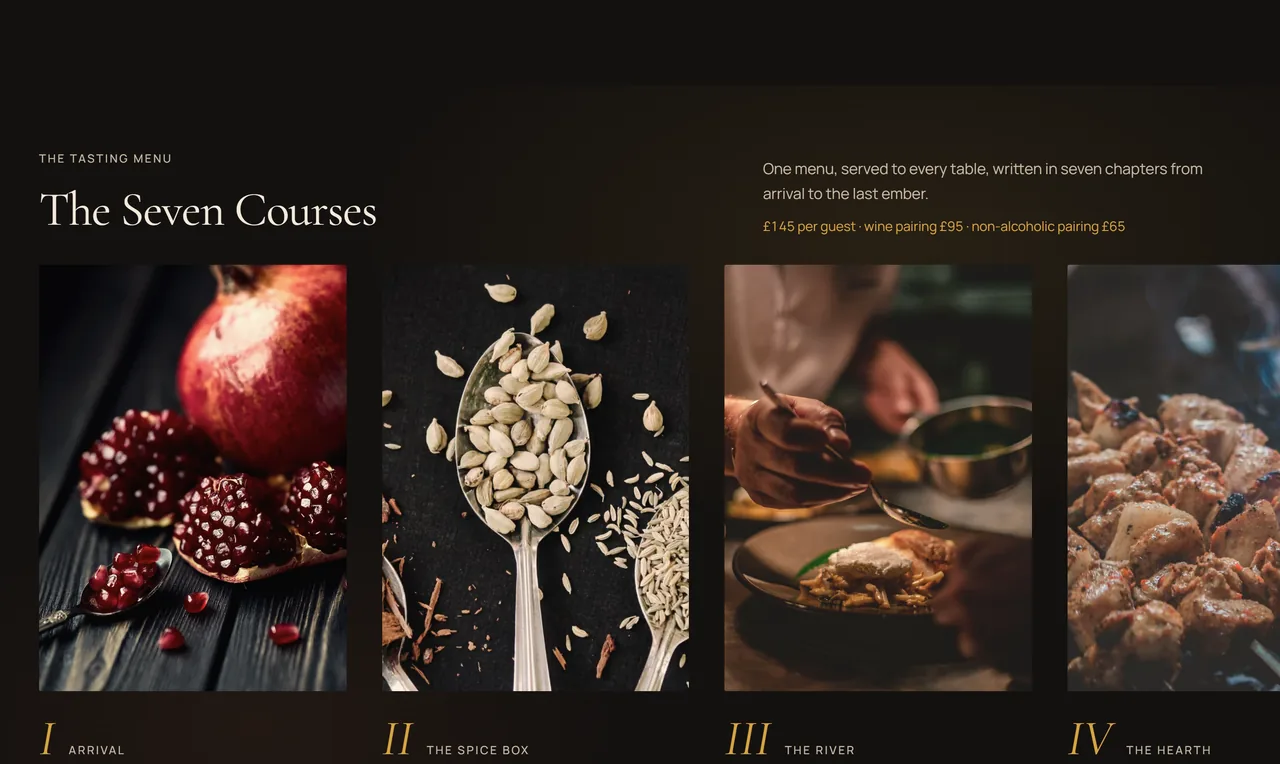 THE TASTING MENU
The Seven Courses
One menu, served to every table, written in seven chapters from
arrival to the last ember.
£145 per guest · wine pairing £95 · non-alcoholic pairing £65
I ARRIVAL
II THE SPICE BOX
III THE RIVER
IV THE HEARTH